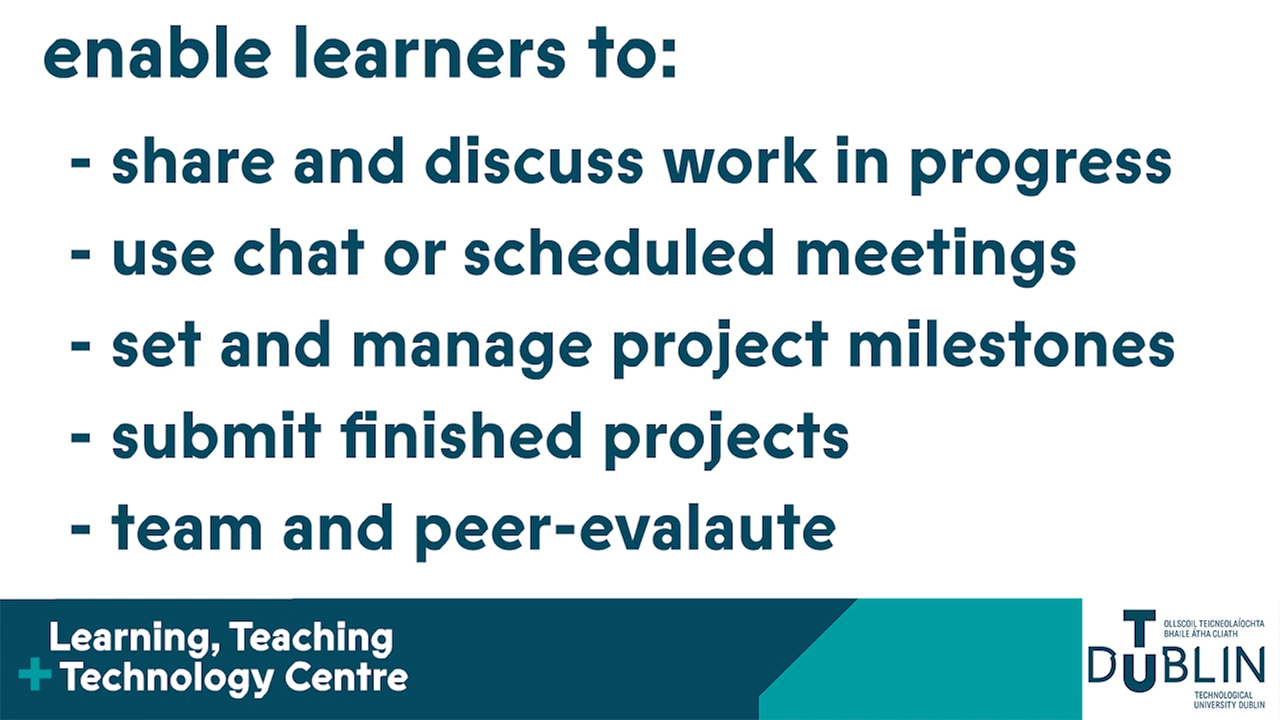 enable learners to:
- share and discuss work in progress
- use chat or scheduled meetings
- set and manage project milestones
- submit finished projects
- team and peer-evalaute
Learning, Teaching
+ Technology Centre
OLLSCOIL TEICNEOLAÍOCHTA
BHAILE ÁTHA CLIATH
TU DUBLIN
TECHNOLOGICAL
UNIVERSITY DUBLIN